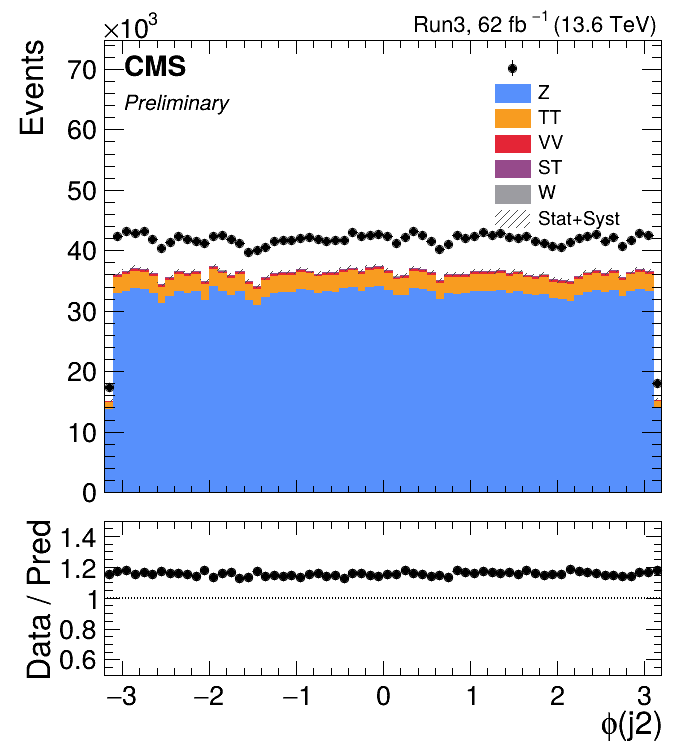 ×10³
Run3, 62 fb⁻¹ (13.6 TeV)
Events
CMS
Preliminary
Z
TT
VV
ST
W
Stat+Syst
70
60
50
40
30
20
10
0
Data / Pred
1.4
1.2
1
0.8
0.6
−3 −2 −1 0 1 2 3
ϕ(j2)